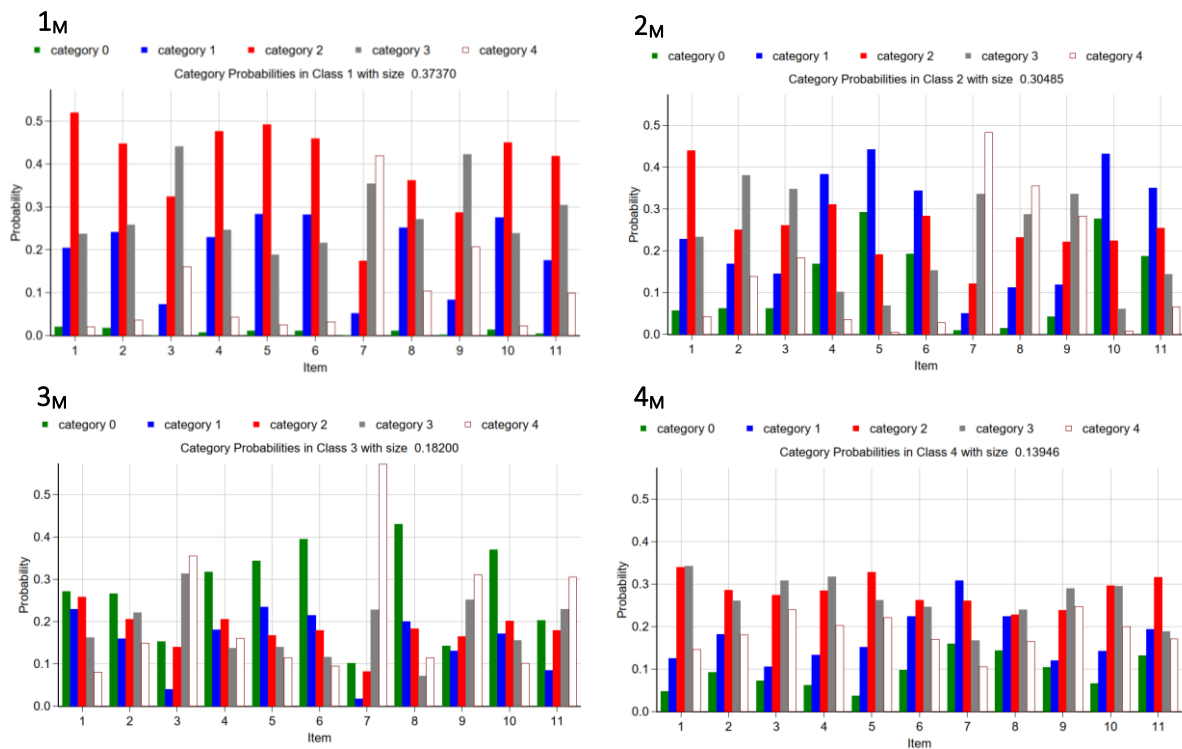 1M
category 0 category 1 category 2 category 3 category 4
Category Probabilities in Class 1 with size 0.37370
Probability
0.5
0.4
0.3
0.2
0.1
0.0
1 2 3 4 5 6 7 8 9 10 11
Item
2M
category 0 category 1 category 2 category 3 category 4
Category Probabilities in Class 2 with size 0.30485
Probability
0.5
0.4
0.3
0.2
0.1
0.0
1 2 3 4 5 6 7 8 9 10 11
Item
3M
category 0 category 1 category 2 category 3 category 4
Category Probabilities in Class 3 with size 0.18200
Probability
0.5
0.4
0.3
0.2
0.1
0.0
1 2 3 4 5 6 7 8 9 10 11
Item
4M
category 0 category 1 category 2 category 3 category 4
Category Probabilities in Class 4 with size 0.13946
Probability
0.5
0.4
0.3
0.2
0.1
0.0
1 2 3 4 5 6 7 8 9 10 11
Item